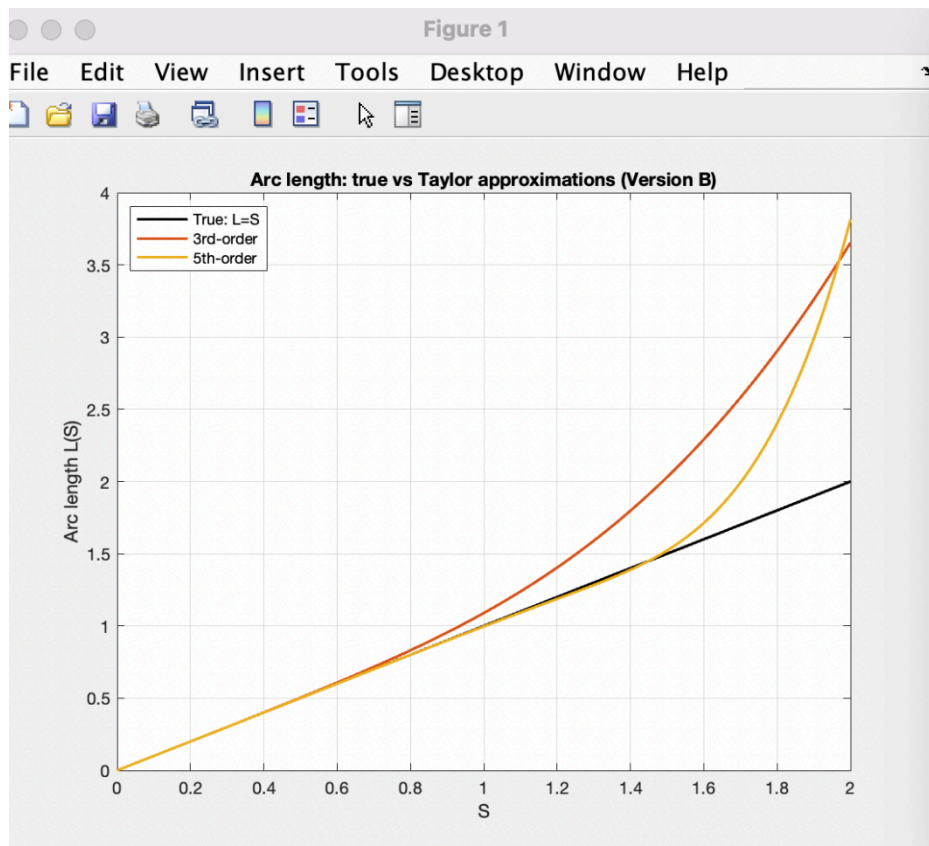 Figure 1
File Edit View Insert Tools Desktop Window Help
Arc length: true vs Taylor approximations (Version B)
True: L=S
3rd-order
5th-order
Arc length L(S)
4
3.5
3
2.5
2
1.5
1
0.5
0
0 0.2 0.4 0.6 0.8 1 1.2 1.4 1.6 1.8 2
S